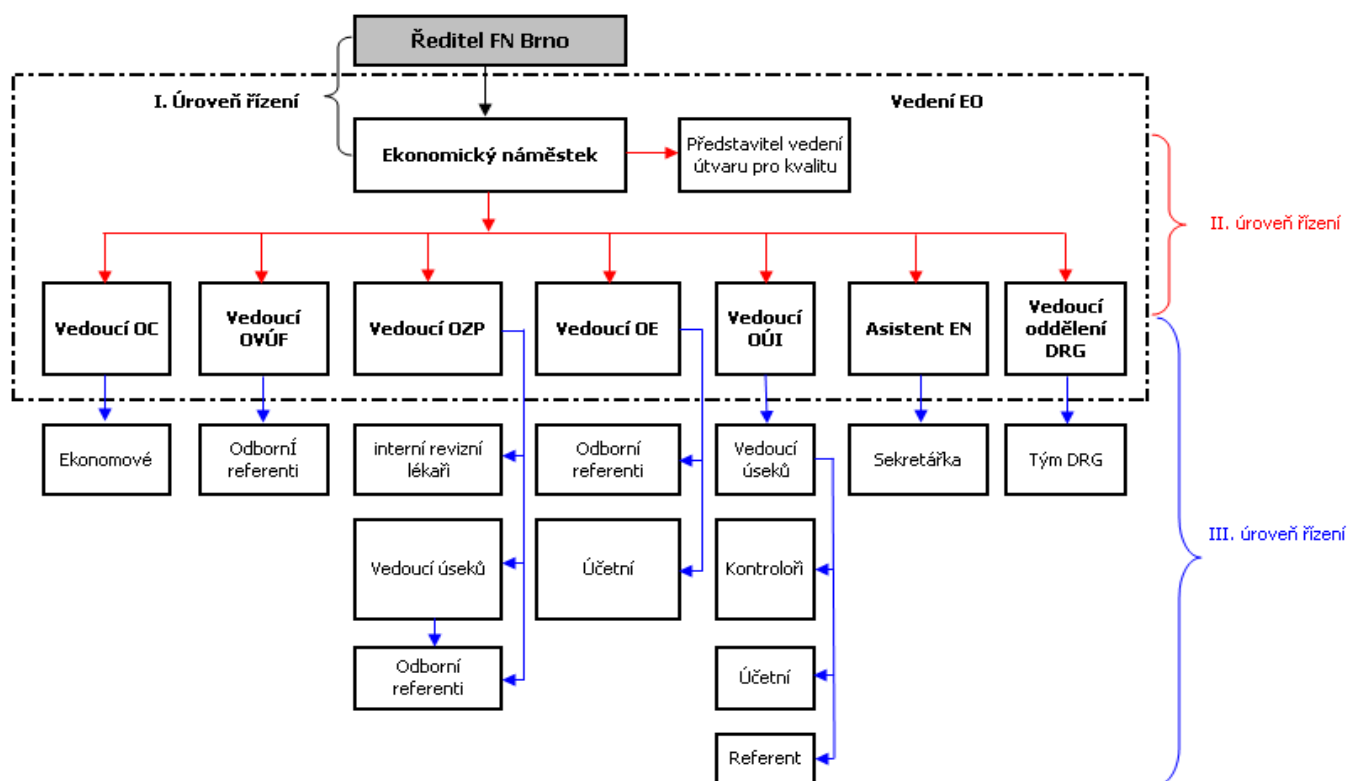 Ředitel FN Brno
I. Úroveň řízení
Vedení EO
Ekonomický náměstek
Představitel vedení
útvaru pro kvalitu
II. úroveň řízení
Vedoucí OC
Vedoucí
OVÚF
Vedoucí OZP
Vedoucí OE
Vedoucí
OÚI
Asistent EN
Vedoucí
oddělení
DRG
Ekonomové
OdbornÍ
referenti
interní revizní
lékaři
Odborní
referenti
Vedoucí
úseků
Sekretářka
Tým DRG
III. úroveň řízení
Vedoucí úseků
Účetní
Kontroloři
Odborní
referenti
Účetní
Referent